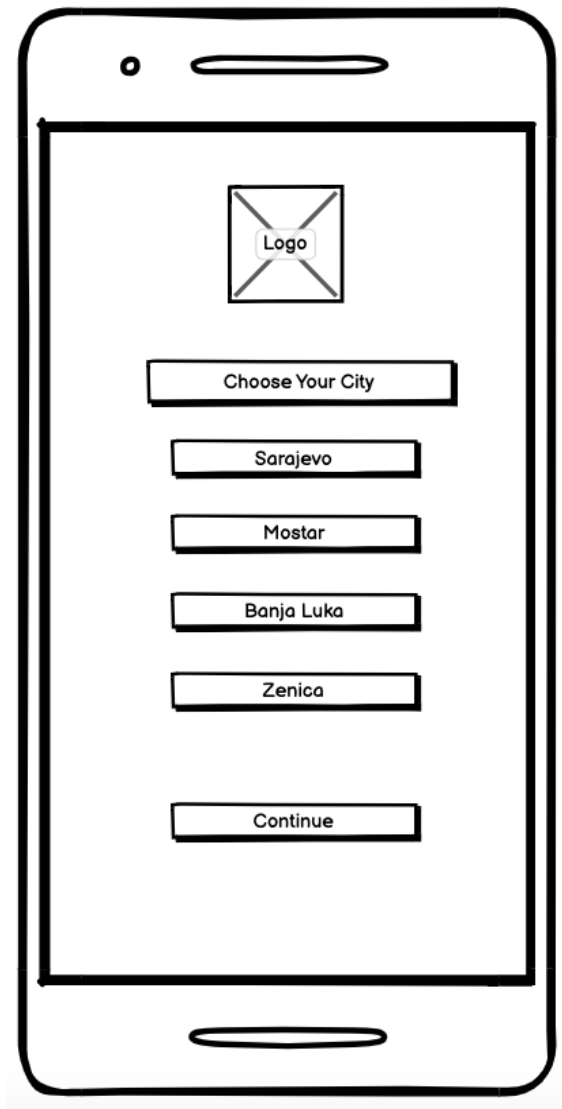 Logo
Choose Your City
Sarajevo
Mostar
Banja Luka
Zenica
Continue